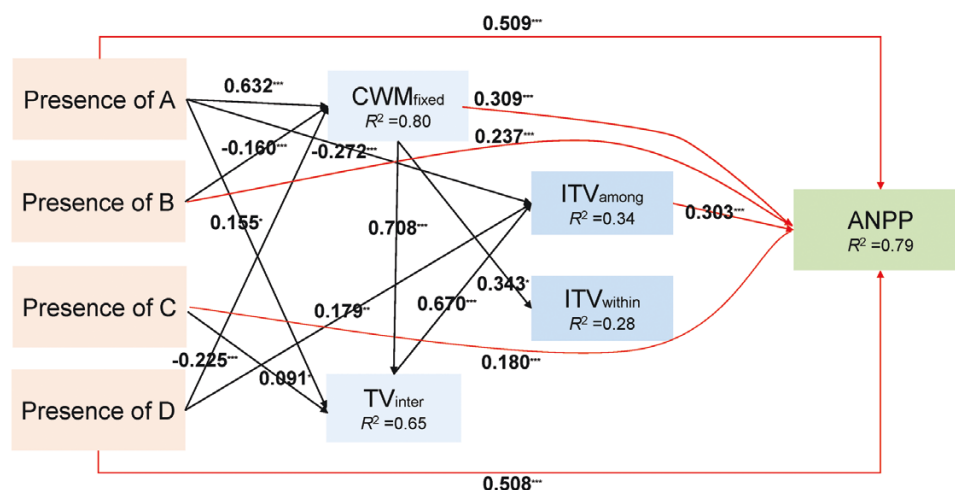 0.509***
Presence of A
0.632***
CWMfixed
R² =0.80
0.309***
-0.160***
-0.272***
0.237***
Presence of B
ITVamong
R² =0.34
0.303***
ANPP
R² =0.79
0.155*
0.708***
Presence of C
0.343*
ITVwithin
R² =0.28
0.179**
0.670***
-0.225***
0.091*
0.180***
Presence of D
TVinter
R² =0.65
0.508***